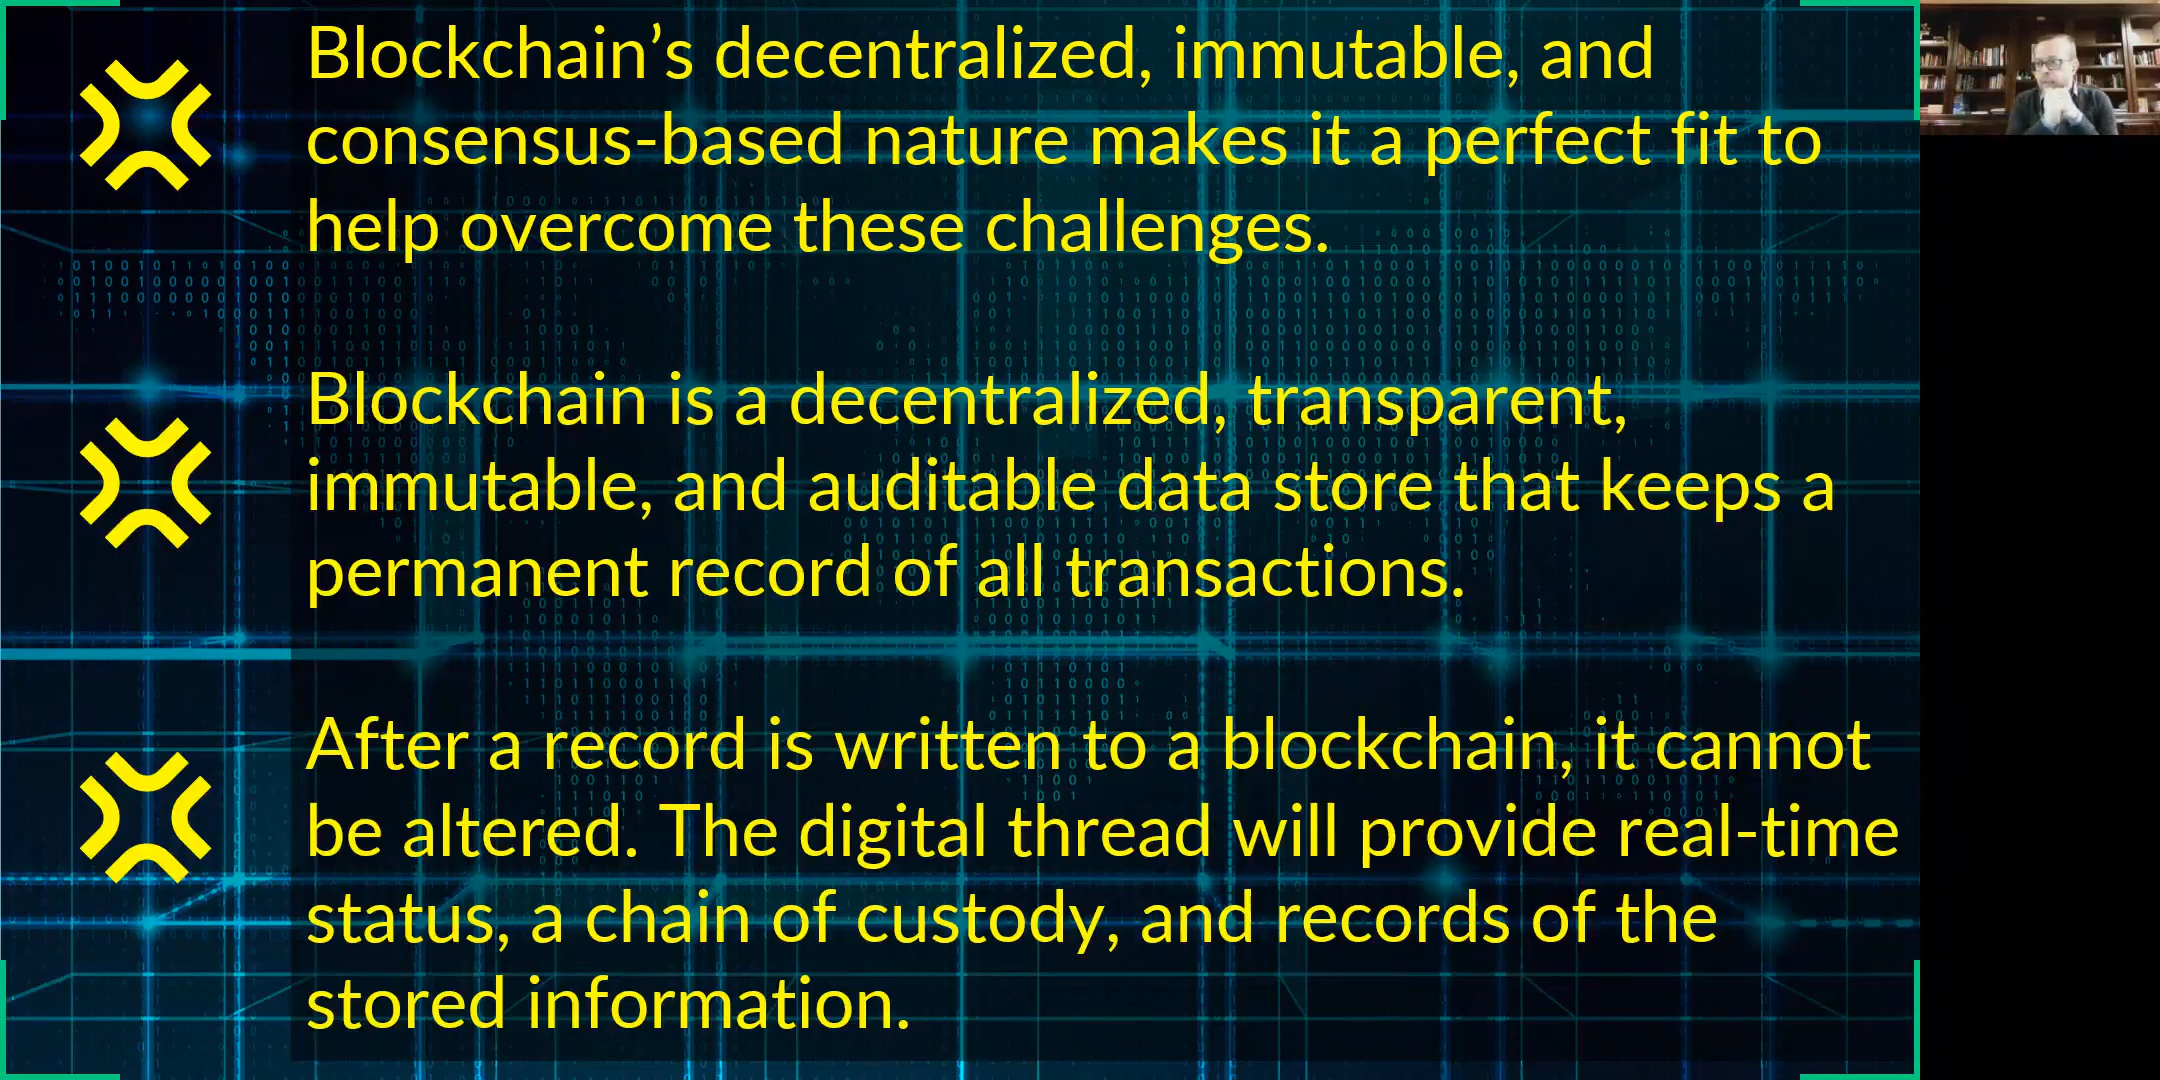 Blockchain’s decentralized, immutable, and
consensus-based nature makes it a perfect fit to
help overcome these challenges.
Blockchain is a decentralized, transparent,
immutable, and auditable data store that keeps a
permanent record of all transactions.
After a record is written to a blockchain, it cannot
be altered. The digital thread will provide real-time
status, a chain of custody, and records of the
stored information.